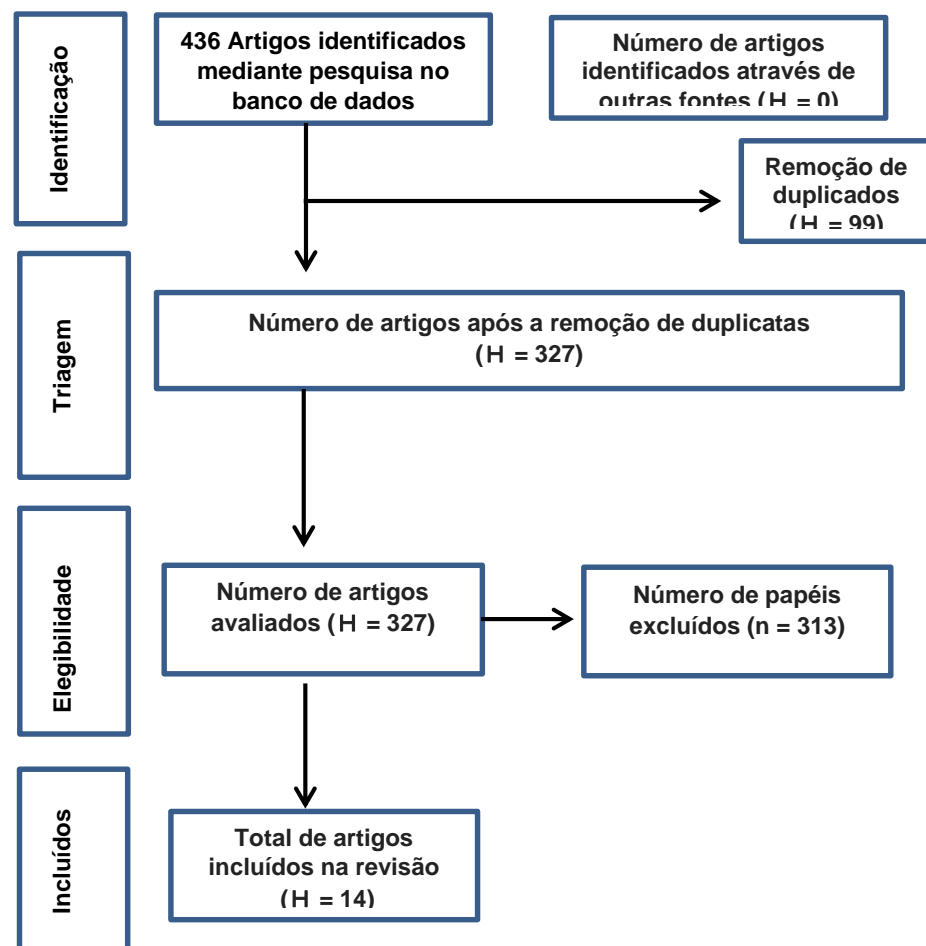 Identificação
436 Artigos identificados
mediante pesquisa no
banco de dados
Número de artigos
identificados através de
outras fontes (H = 0)
Remoção de
duplicados
(H = 99)
Triagem
Número de artigos após a remoção de duplicatas
(H = 327)
Elegibilidade
Número de artigos
avaliados (H = 327)
Número de papéis
excluídos (n = 313)
Incluídos
Total de artigos
incluídos na revisão
(H = 14)